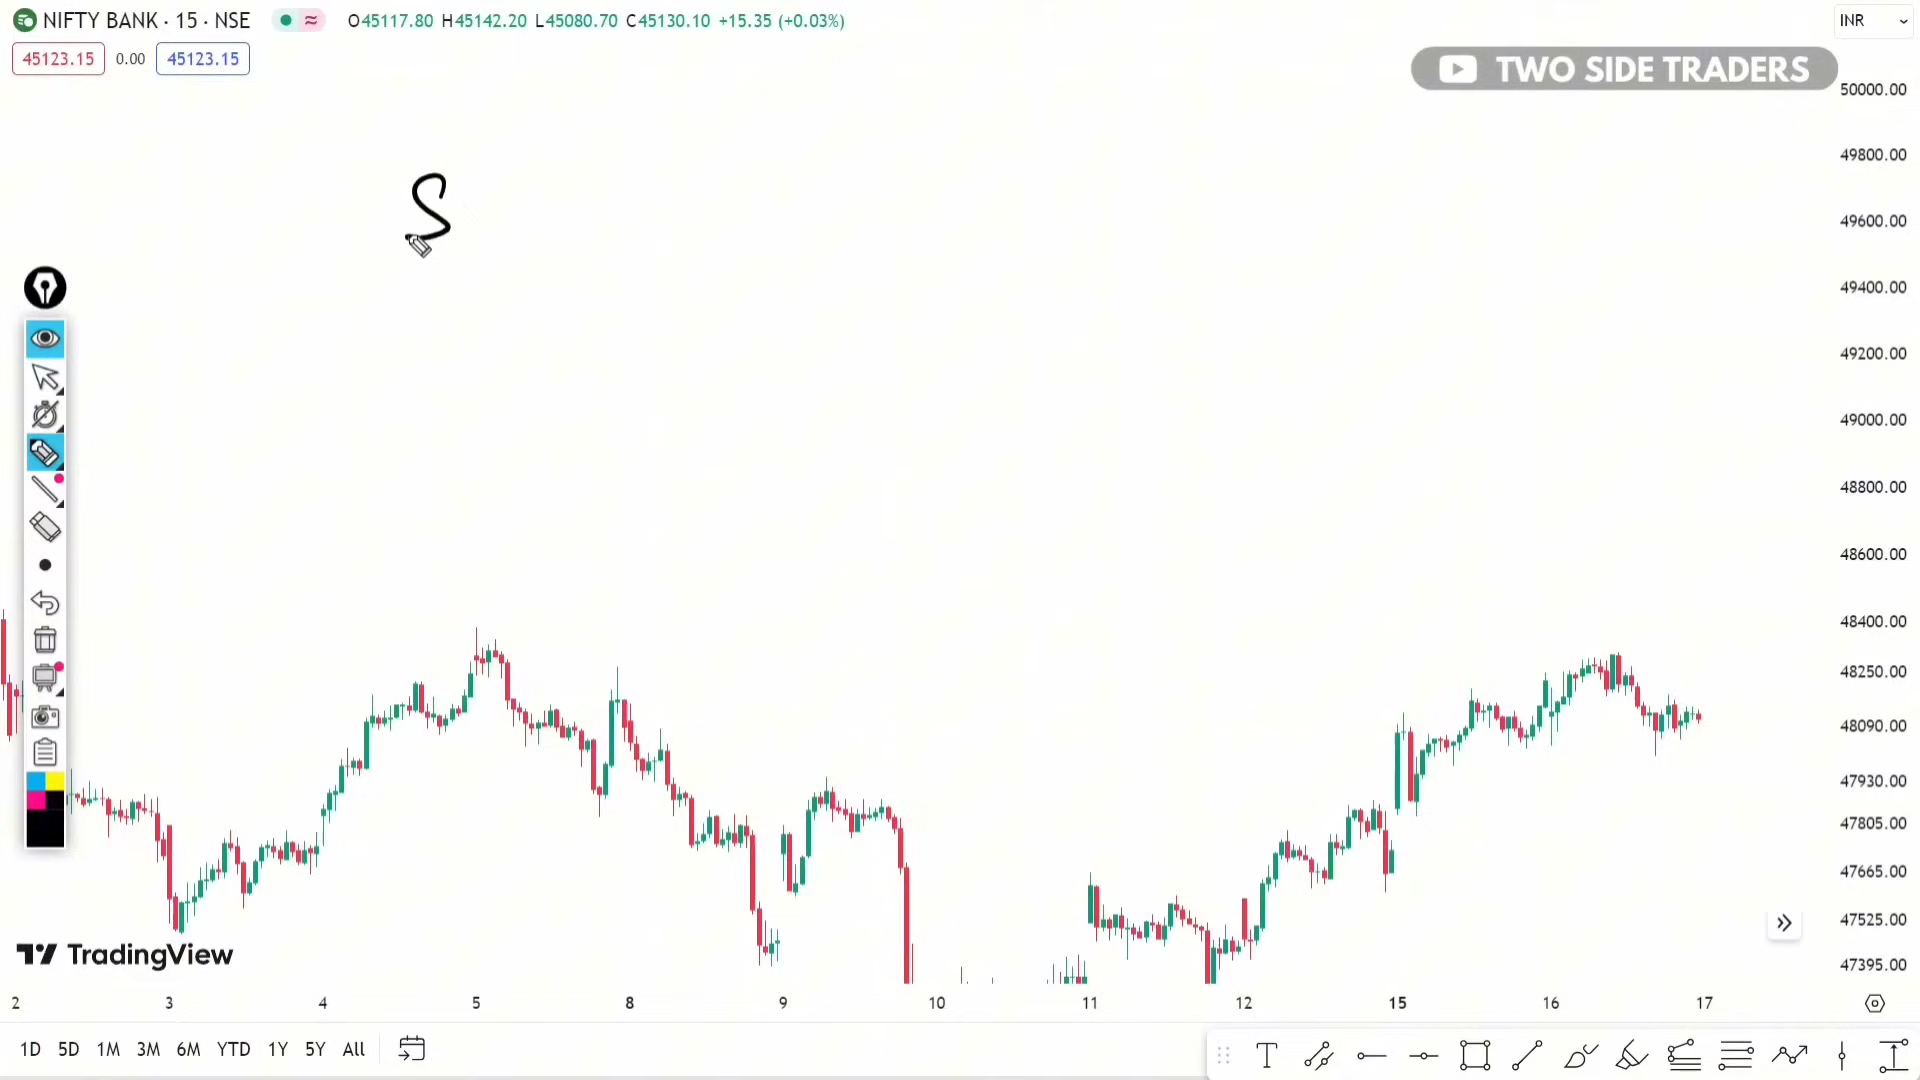 NIFTY BANK · 15 · NSE O45117.80 H45142.20 L45080.70 C45130.10 +15.35 (+0.03%)
INR
45123.15 0.00 45123.15
TWO SIDE TRADERS
50000.00
49800.00
S
49600.00
49400.00
49200.00
49000.00
48800.00
48600.00
48400.00
48250.00
48090.00
47930.00
47805.00
47665.00
47525.00
47395.00
TradingView
2 3 4 5 8 9 10 11 12 15 16 17
1D 5D 1M 3M 6M YTD 1Y 5Y All